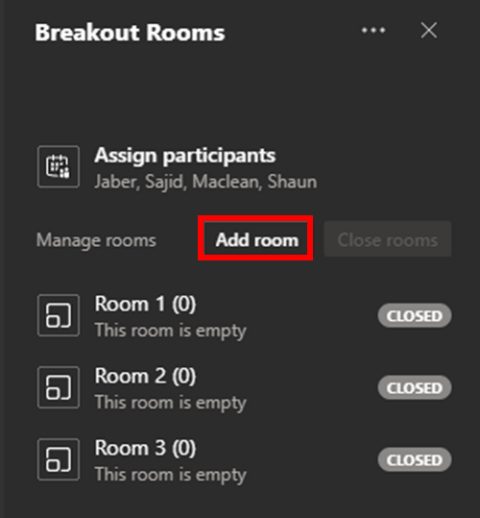 Breakout Rooms
Assign participants
Jaber, Sajid, Maclean, Shaun
Manage rooms Add room Close rooms
Room 1 (0)
This room is empty
CLOSED
Room 2 (0)
This room is empty
CLOSED
Room 3 (0)
This room is empty
CLOSED